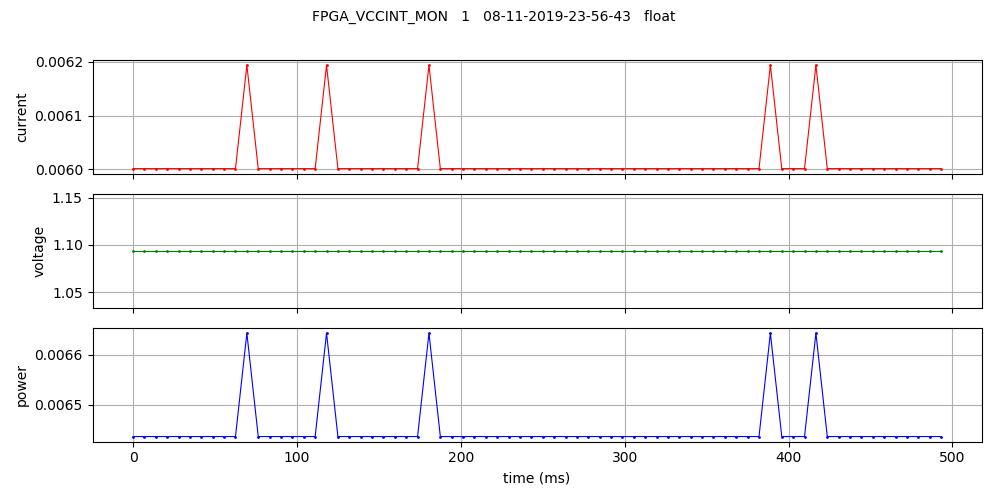 FPGA_VCCINT_MON 1 08-11-2019-23-56-43 float
0.0062
0.0061
0.0060
current
1.15
1.10
1.05
voltage
0.0066
0.0065
power
0 100 200 300 400 500
time (ms)